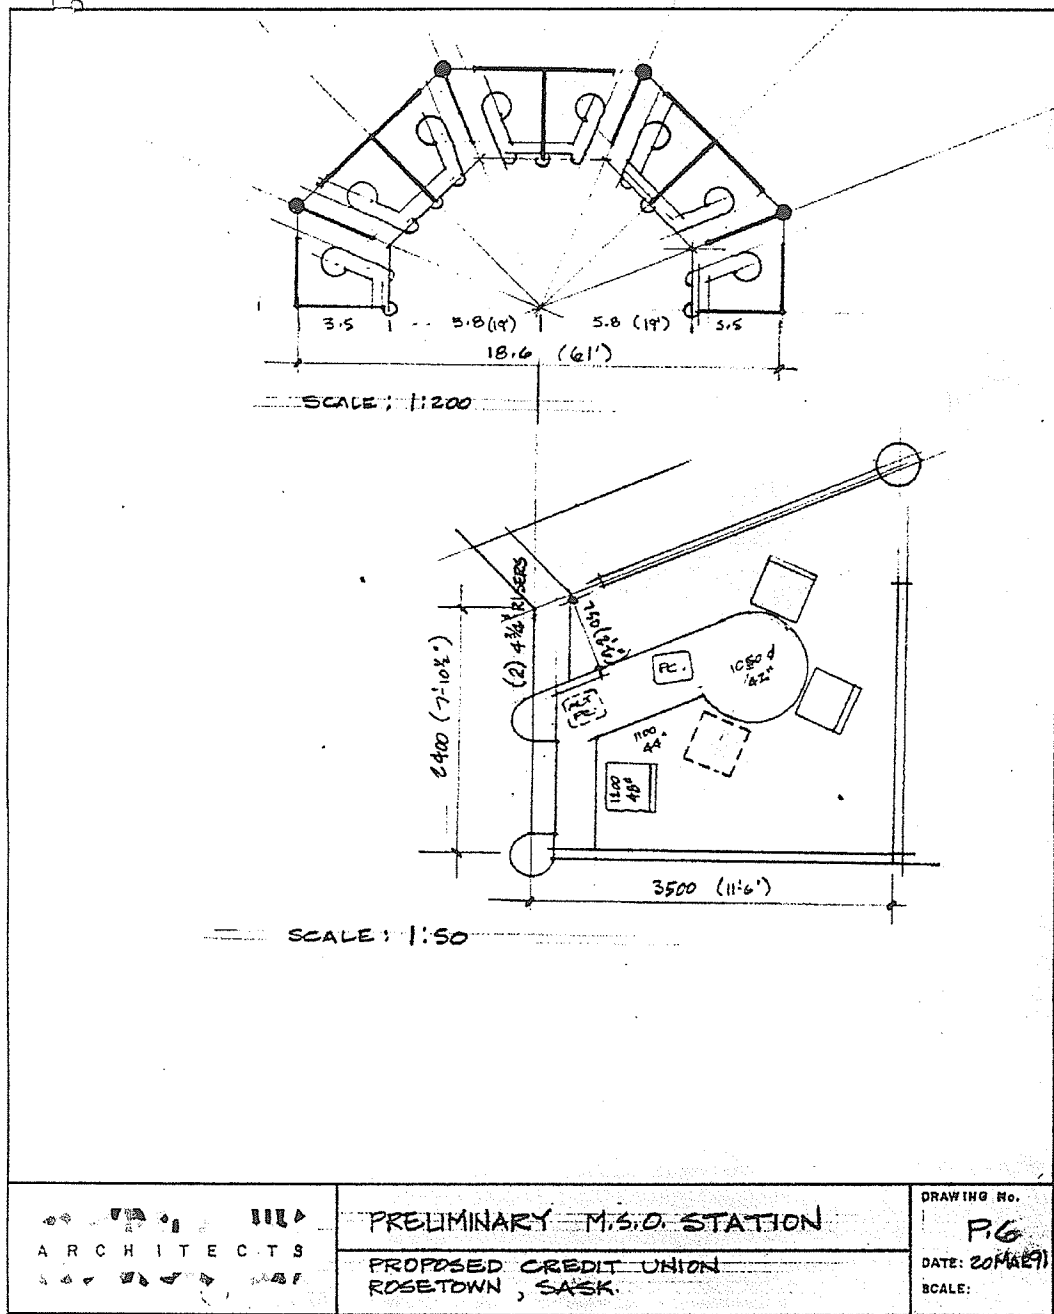 3.5 5.8 (19') 5.8 (19') 3.5
18.6 (61')
SCALE: 1:200
(2) 4¾" RISERS
750 (2'6")
2400 (7'-10½")
PC.
1050 ϕ
42"
1100
44"
1200
48"
3500 (11'6")
SCALE: 1:50
ARCHITECTS
PRELIMINARY M.S.O. STATION
PROPOSED CREDIT UNION
ROSETOWN, SASK.
DRAWING No.
P.6
DATE: 20MAR91
SCALE: